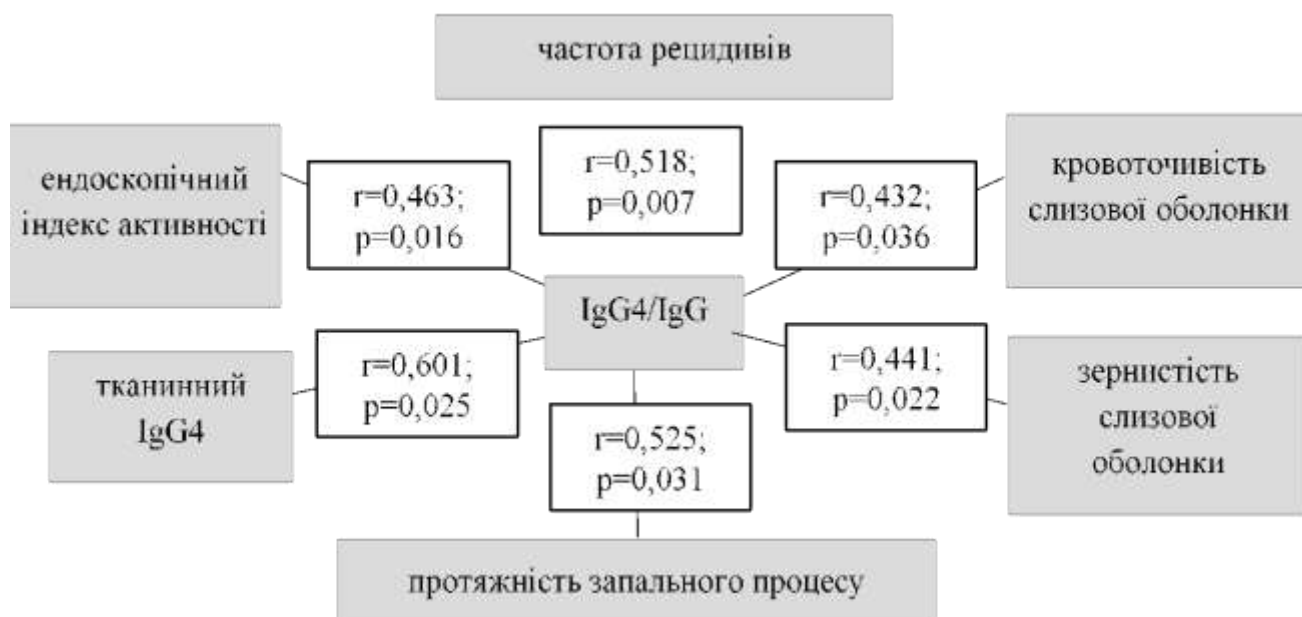 частота рецидивів
ендоскопічний
індекс активності
r=0,463;
p=0,016
r=0,518;
p=0,007
r=0,432;
p=0,036
кровоточивість
слизової оболонки
IgG4/IgG
тканинний
IgG4
r=0,601;
p=0,025
r=0,525;
p=0,031
r=0,441;
p=0,022
зернистість
слизової
оболонки
протяжність запального процесу